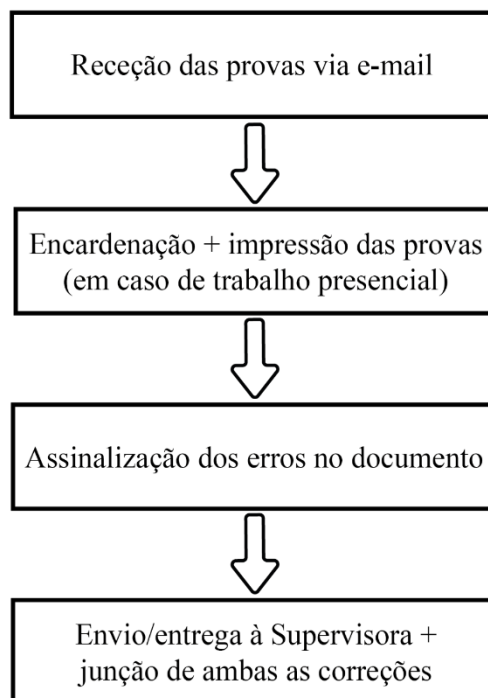 Receção das provas via e-mail
Encardenação + impressão das provas
(em caso de trabalho presencial)
Assinalização dos erros no documento
Envio/entrega à Supervisora +
junção de ambas as correções